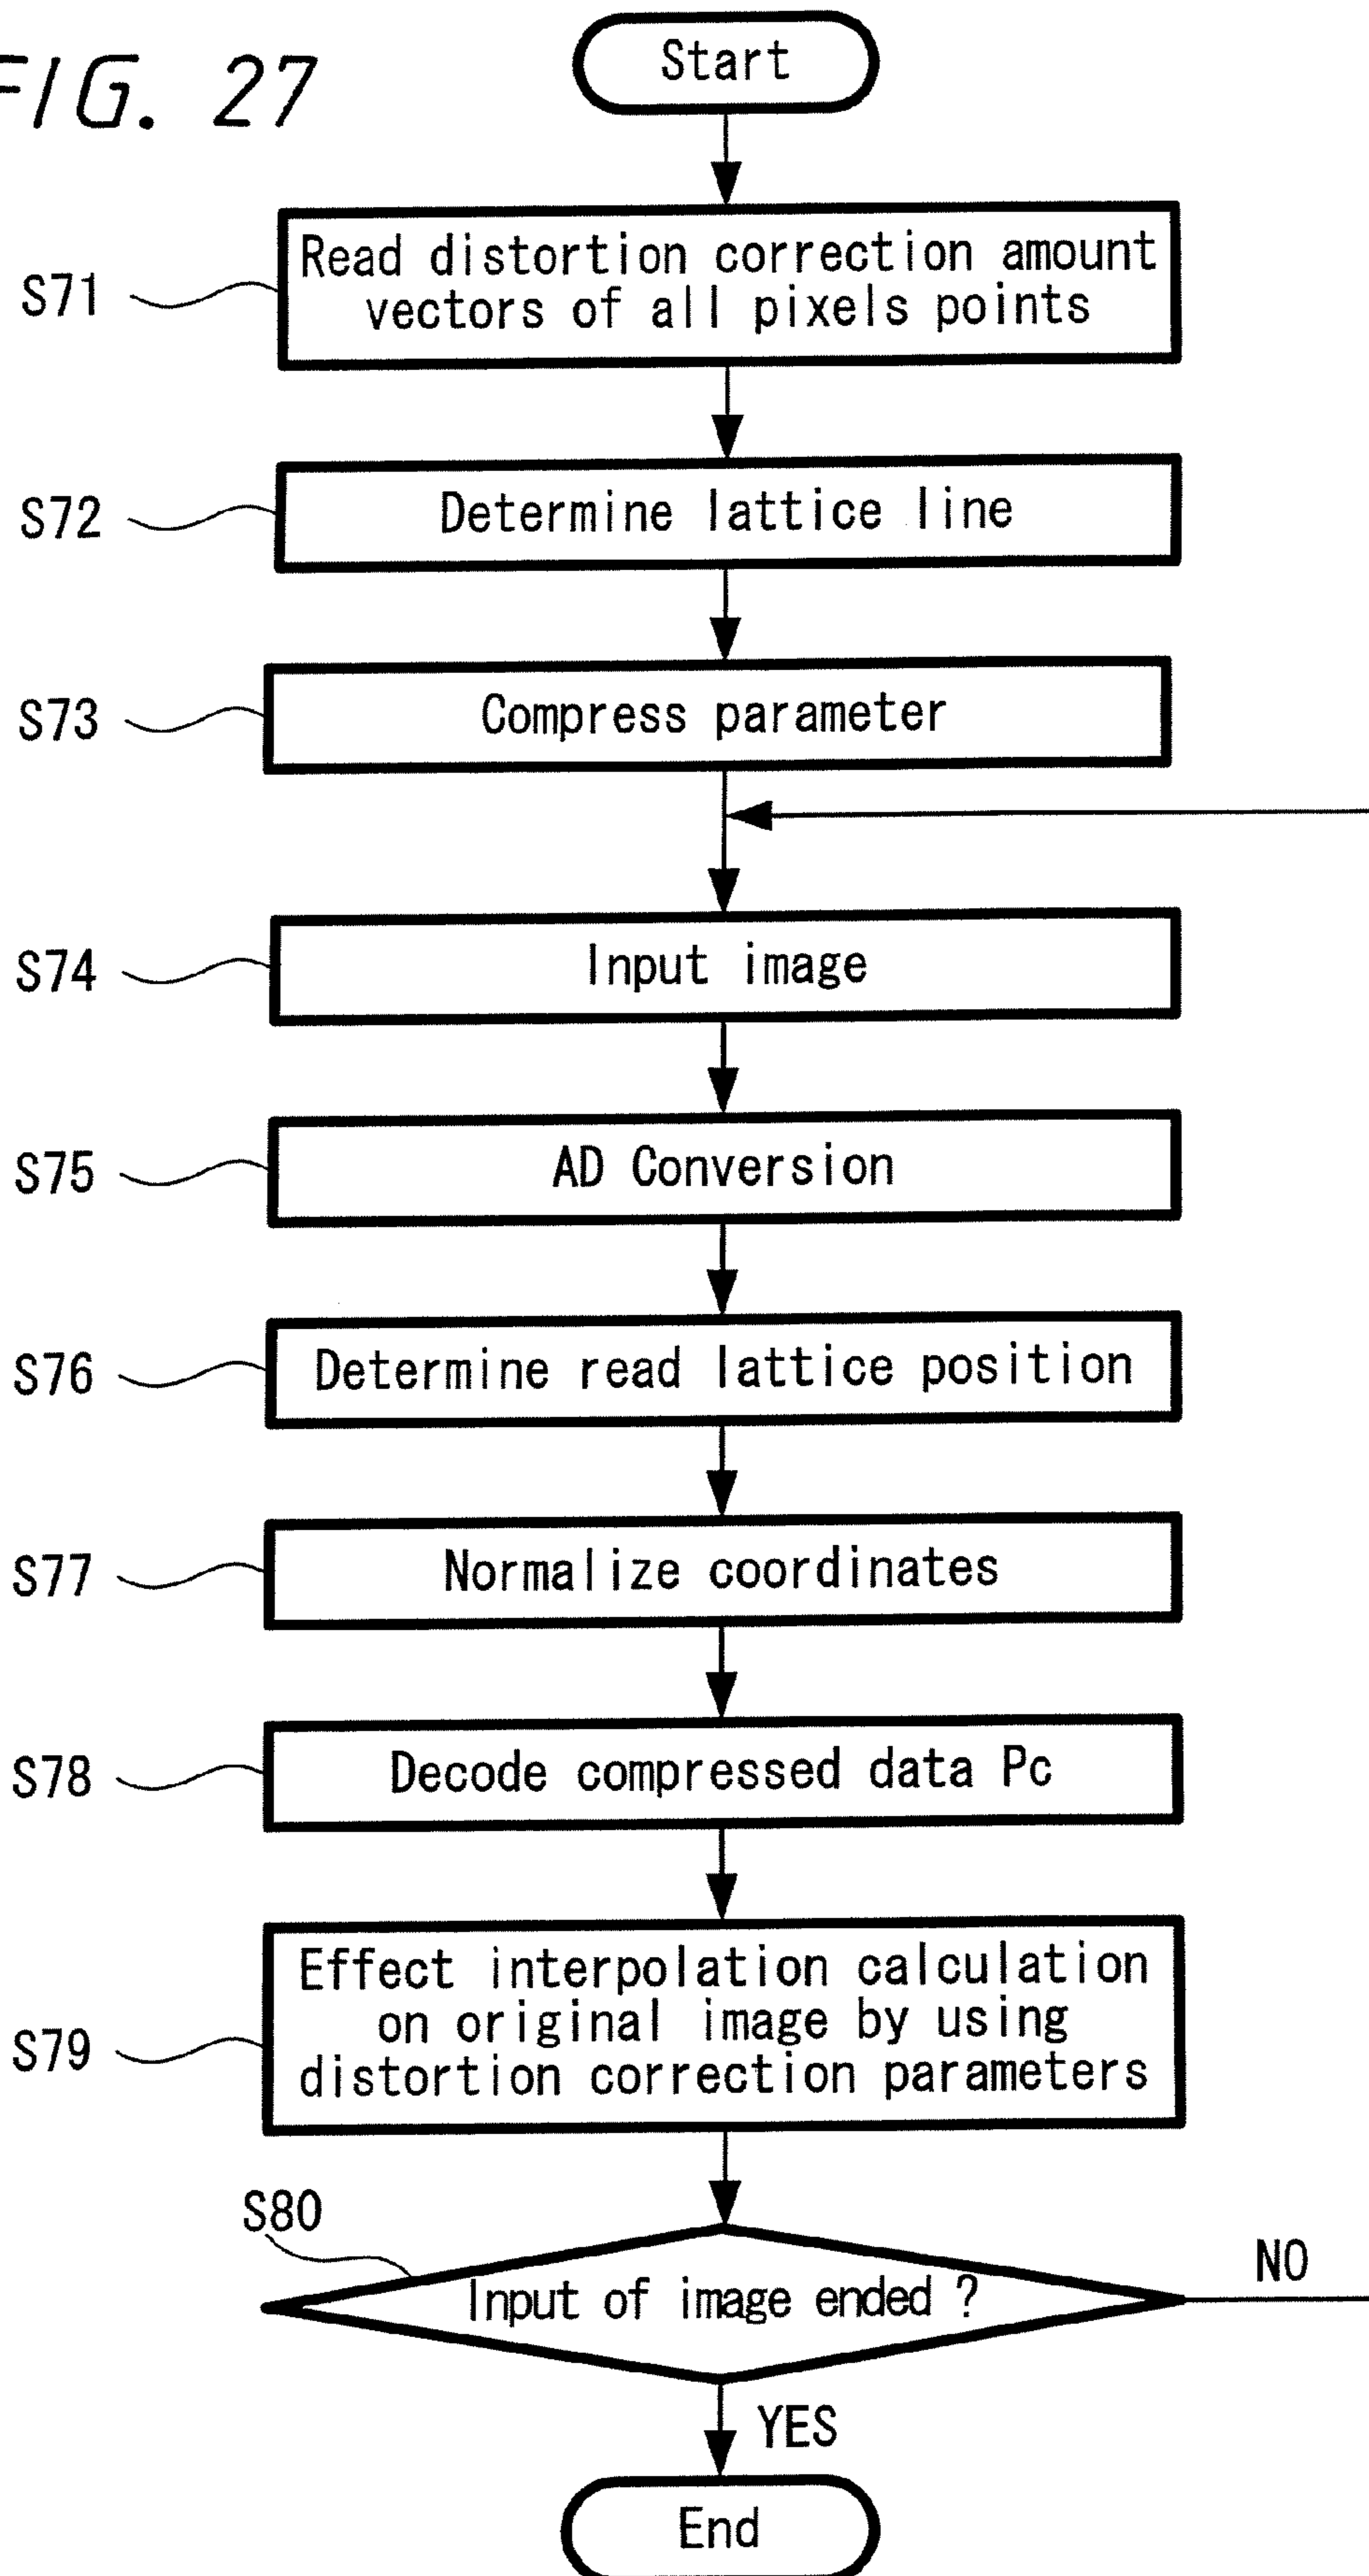 FIG. 27
Start
S71
Read distortion correction amount
vectors of all pixels points
S72
Determine lattice line
S73
Compress parameter
S74
Input image
S75
AD Conversion
S76
Determine read lattice position
S77
Normalize coordinates
S78
Decode compressed data Pc
S79
Effect interpolation calculation
on original image by using
distortion correction parameters
S80
Input of image ended ?
NO
YES
End